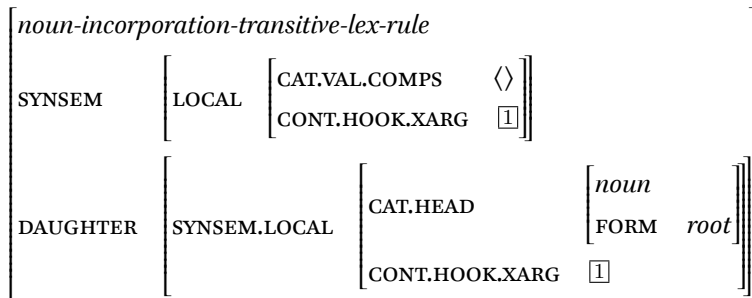 noun-incorporation-transitive-lex-rule
SYNSEM LOCAL CAT.VAL.COMPS ⟨⟩
CONT.HOOK.XARG 1
DAUGHTER SYNSEM.LOCAL CAT.HEAD noun
FORM root
CONT.HOOK.XARG 1